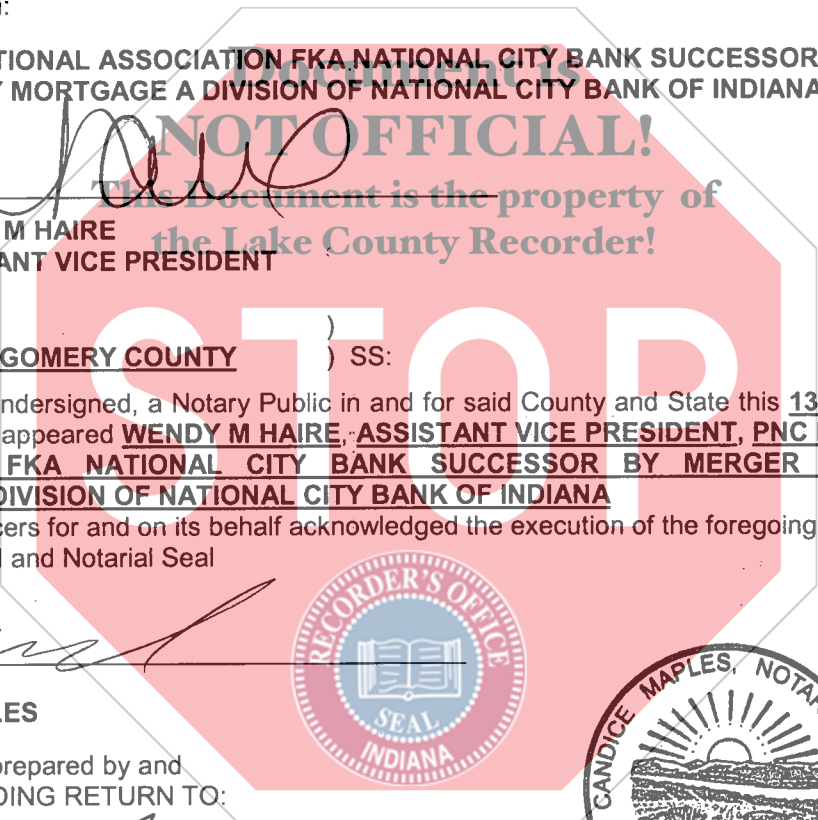 TIONAL ASSOCIATION FKA NATIONAL CITY BANK SUCCESSOR
Y MORTGAGE A DIVISION OF NATIONAL CITY BANK OF INDIANA
Document is
NOT OFFICIAL!
This Document is the property of
the Lake County Recorder!
M HAIRE
ANT VICE PRESIDENT
)
GOMERY COUNTY ) SS:
STOP
ndersigned, a Notary Public in and for said County and State this 13
appeared WENDY M HAIRE, ASSISTANT VICE PRESIDENT, PNC
FKA NATIONAL CITY BANK SUCCESSOR BY MERGER
DIVISION OF NATIONAL CITY BANK OF INDIANA
cers for and on its behalf acknowledged the execution of the foregoing
and Notarial Seal
RECORDER'S OFFICE
SEAL
INDIANA
LES
prepared by and
DING RETURN TO:
CANDICE MAPLES, NOTA